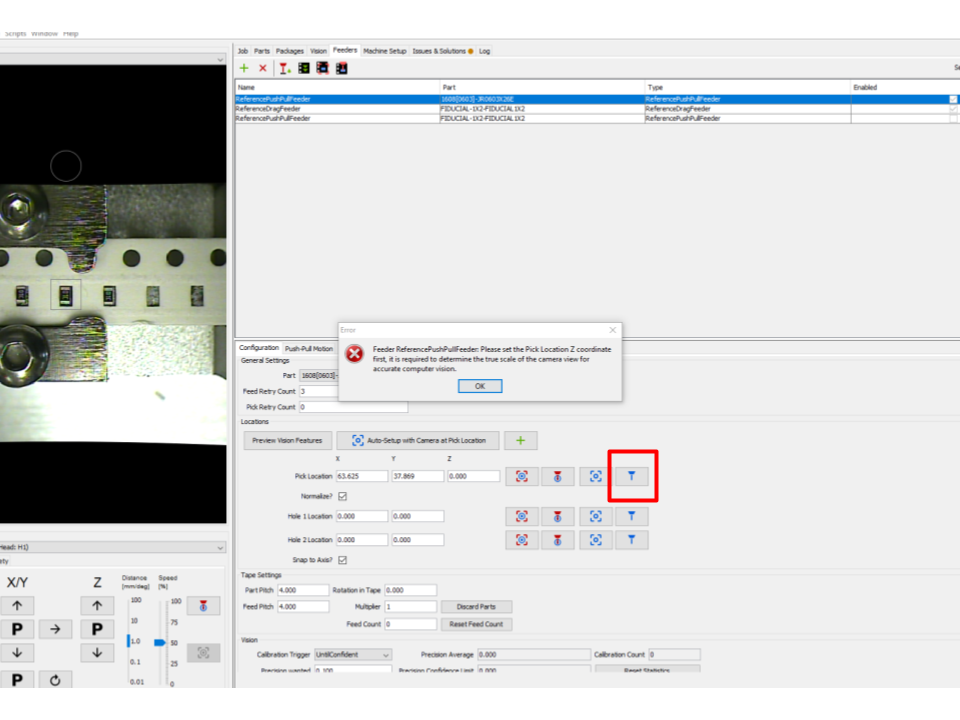 Scripts Window Help
Job Parts Packages Vision Feeders Machine Setup Issues & Solutions Log
Name Part Type Enabled
ReferencePushPullFeeder 1608[0603]-JR0603X26E ReferencePushPullFeeder
ReferenceDragFeeder FIDUCIAL-1X2-FIDUCIAL1X2 ReferenceDragFeeder
ReferencePushPullFeeder FIDUCIAL-1X2-FIDUCIAL1X2 ReferencePushPullFeeder
Error
Feeder ReferencePushPullFeeder: Please set the Pick Location Z coordinate
first, it is required to determine the true scale of the camera view for
accurate computer vision.
OK
Configuration Push-Pull Motion
General Settings
Part 1608[0603]-
Feed Retry Count 3
Pick Retry Count 0
Locations
Preview Vision Features Auto-Setup with Camera at Pick Location
X Y Z
Pick Location 63.625 37.869 0.000
Normalize?
Hole 1 Location 0.000 0.000
Hole 2 Location 0.000 0.000
Snap to Axis?
Tape Settings
Part Pitch 4.000 Rotation in Tape 0.000
Feed Pitch 4.000 Multiplier 1 Discard Parts
Feed Count 0 Reset Feed Count
Vision
Calibration Trigger UntilConfident Precision Average 0.000 Calibration Count 0
Precision wanted 0.100 Precision Confidence Limit 0.000 Reset Statistics
Head: H1)
X/Y Z Distance [mm/deg] Speed [%]
100 100
10 75
P P
1.0 50
0.1 25
P
0.01 0